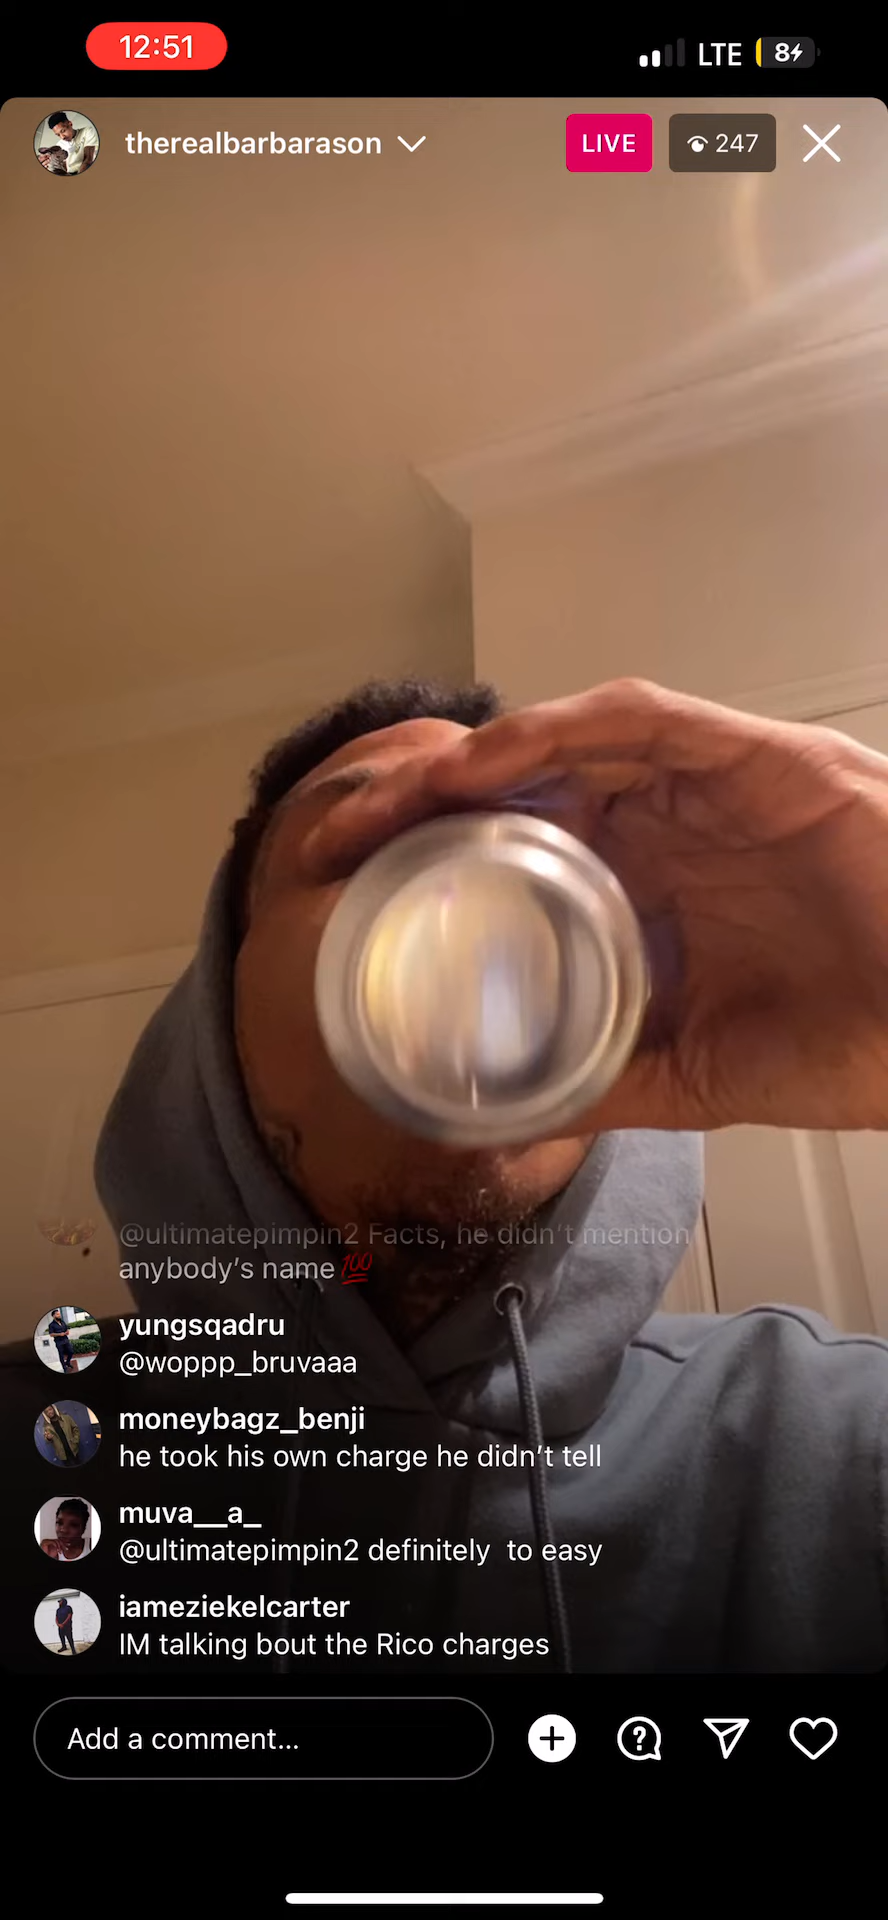 12:51
LTE
8
therealbarbarason
LIVE
247
@ultimatepimpin2 Facts, he didn't mention
anybody's name 💯
yungsqadru
@woppp_bruvaaa
moneybagz_benji
he took his own charge he didn't tell
muva__a_
@ultimatepimpin2 definitely  to easy
iameziekelcarter
IM talking bout the Rico charges
Add a comment...